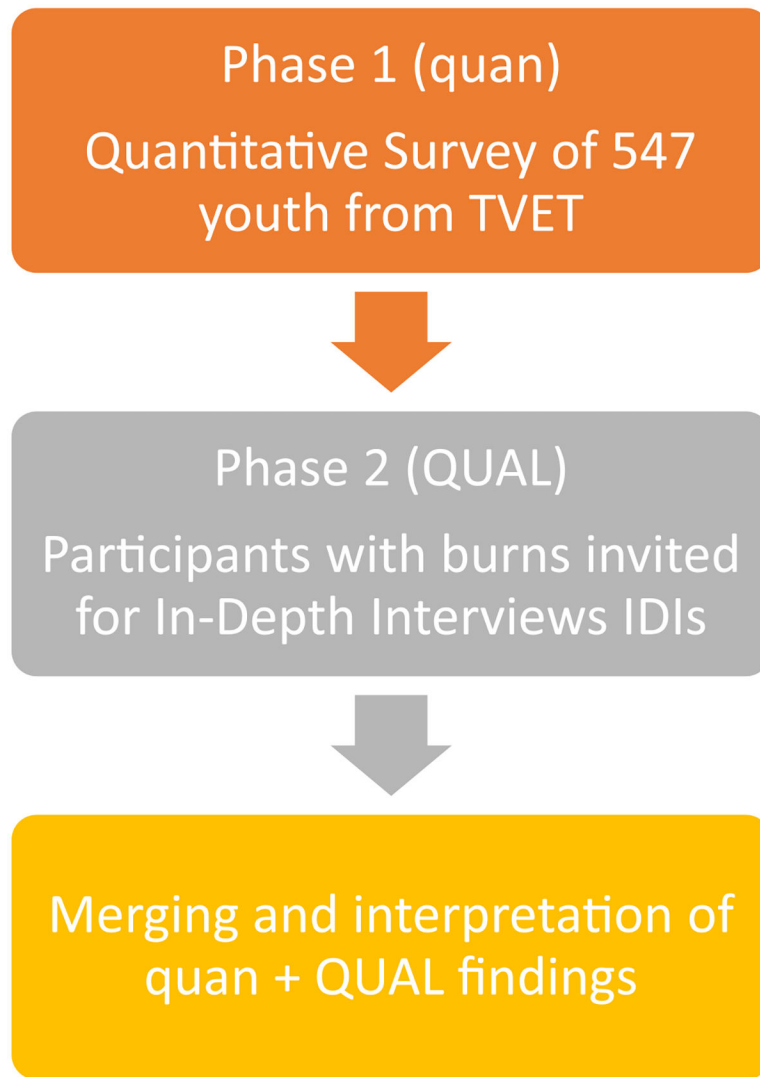 Phase 1 (quan)
Quantitative Survey of 547
youth from TVET
Phase 2 (QUAL)
Participants with burns invited
for In-Depth Interviews IDIs
Merging and interpretation of
quan + QUAL findings